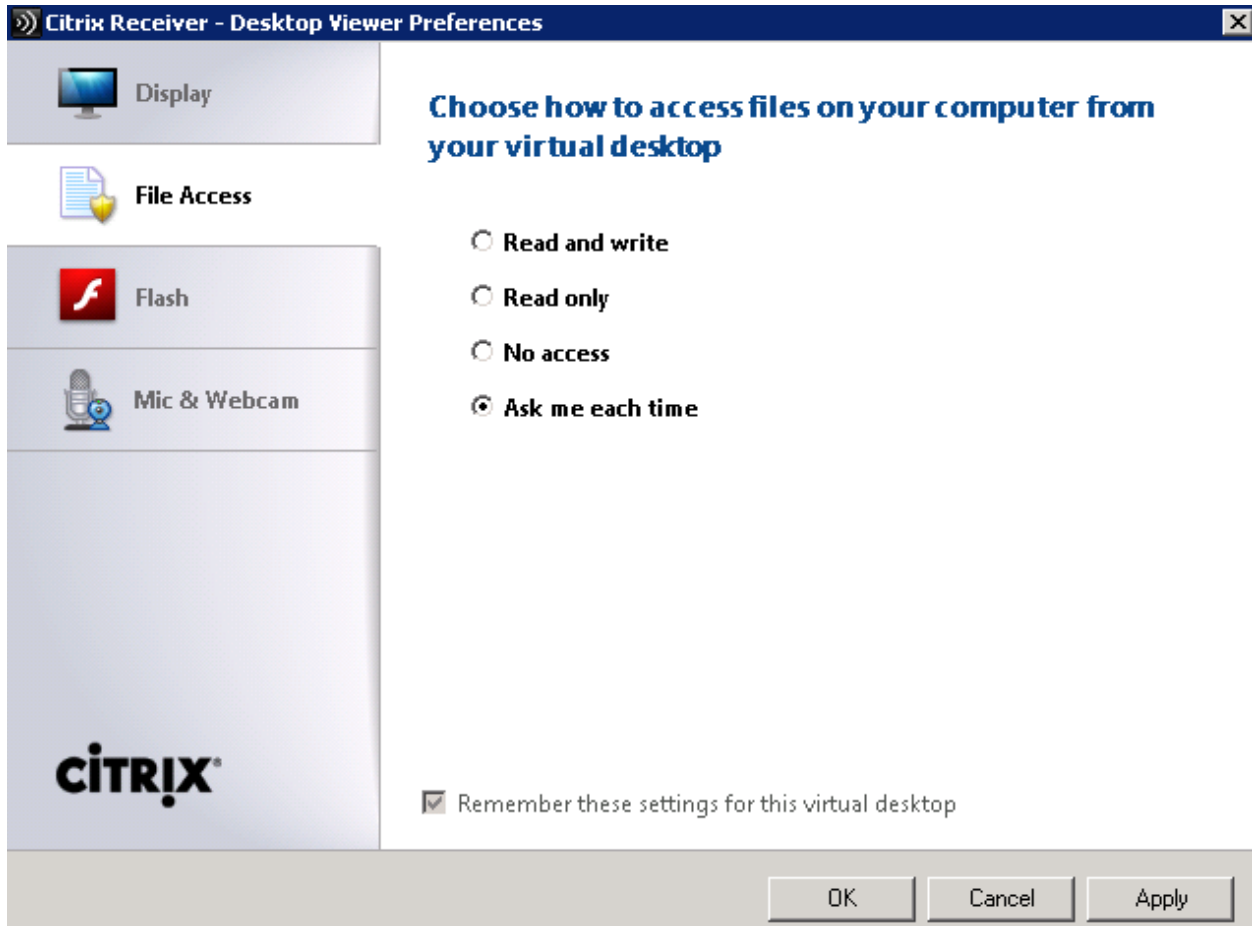 Citrix Receiver - Desktop Viewer Preferences
Display
File Access
Flash
Mic & Webcam
CITRIX®
Choose how to access files on your computer from
your virtual desktop
Read and write
Read only
No access
Ask me each time
Remember these settings for this virtual desktop
OK
Cancel
Apply